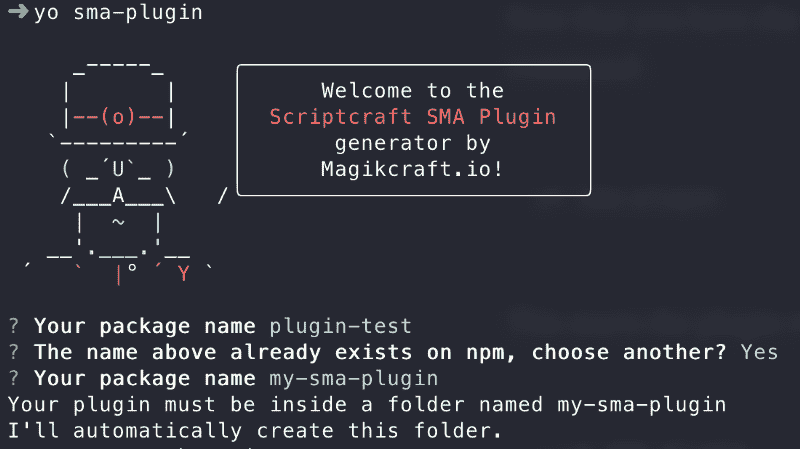 ➜ yo sma-plugin
Welcome to the
Scriptcraft SMA Plugin
generator by
Magikcraft.io!
? Your package name plugin-test
? The name above already exists on npm, choose another? Yes
? Your package name my-sma-plugin
Your plugin must be inside a folder named my-sma-plugin
I'll automatically create this folder.